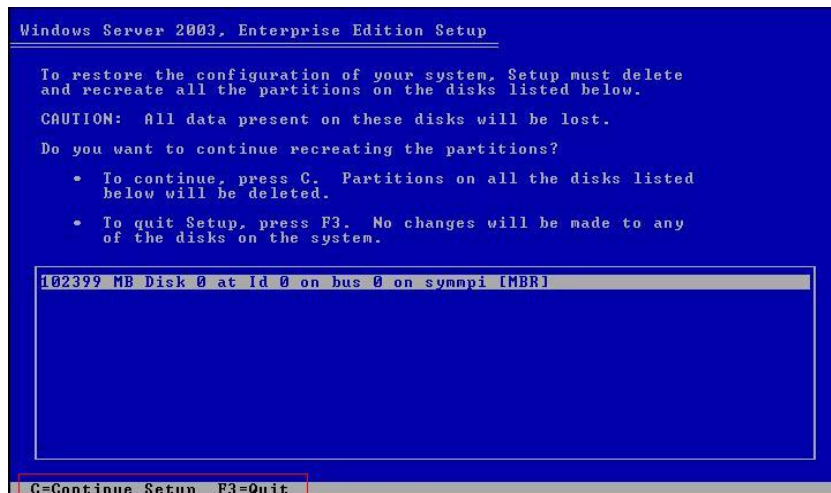 Windows Server 2003, Enterprise Edition Setup
To restore the configuration of your system, Setup must delete
and recreate all the partitions on the disks listed below.
CAUTION: All data present on these disks will be lost.
Do you want to continue recreating the partitions?
• To continue, press C. Partitions on all the disks listed
below will be deleted.
• To quit Setup, press F3. No changes will be made to any
of the disks on the system.
102399 MB Disk 0 at Id 0 on bus 0 on symmpi [MBR]
C=Continue Setup F3=Quit